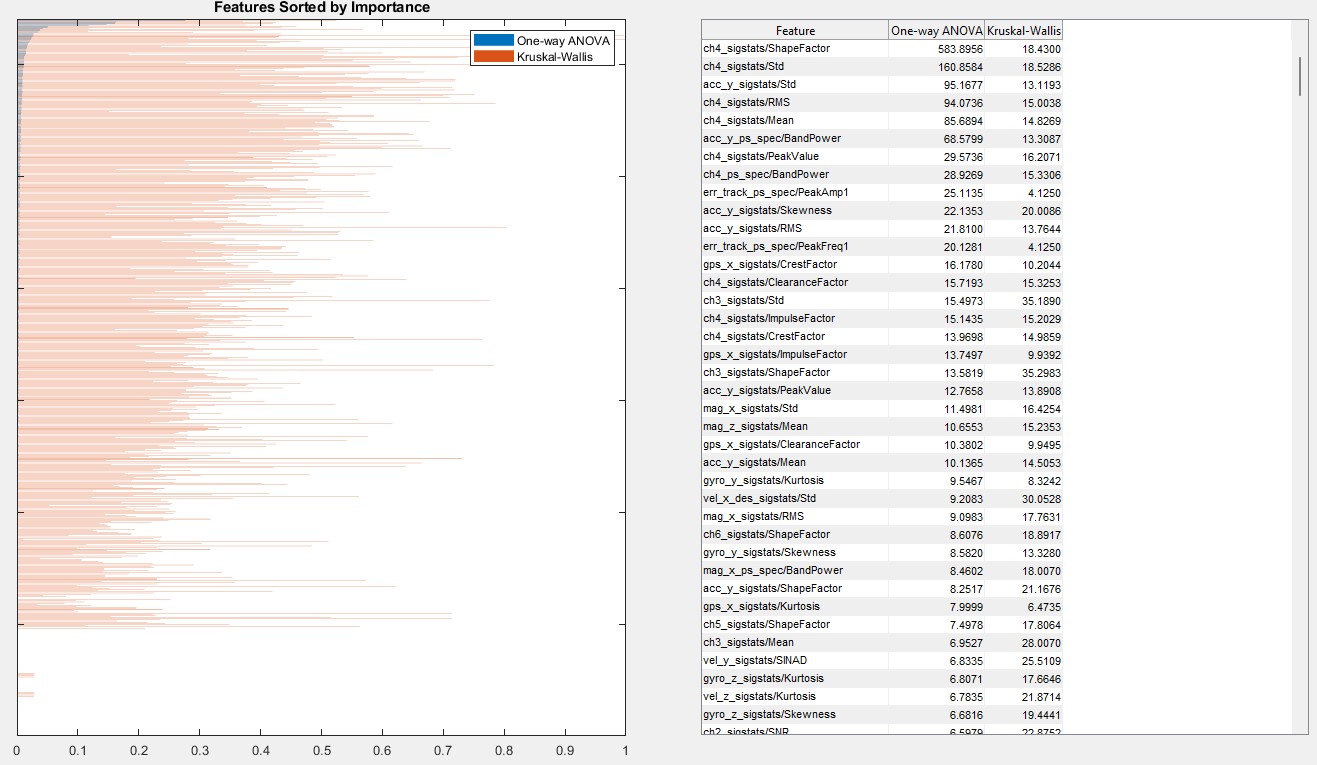 Features Sorted by Importance
One-way ANOVA
Kruskal-Wallis
0 0.1 0.2 0.3 0.4 0.5 0.6 0.7 0.8 0.9 1
Feature One-way ANOVA Kruskal-Wallis
ch4_sigstats/ShapeFactor 583.8956 18.4300
ch4_sigstats/Std 160.8584 18.5286
acc_y_sigstats/Std 95.1677 13.1193
ch4_sigstats/RMS 94.0736 15.0038
ch4_sigstats/Mean 85.6894 14.8269
acc_y_ps_spec/BandPower 68.5799 13.3087
ch4_sigstats/PeakValue 29.5736 16.2071
ch4_ps_spec/BandPower 28.9269 15.3306
err_track_ps_spec/PeakAmp1 25.1135 4.1250
acc_y_sigstats/Skewness 22.1353 20.0086
acc_y_sigstats/RMS 21.8100 13.7644
err_track_ps_spec/PeakFreq1 20.1281 4.1250
gps_x_sigstats/CrestFactor 16.1780 10.2044
ch4_sigstats/ClearanceFactor 15.7193 15.3253
ch3_sigstats/Std 15.4973 35.1890
ch4_sigstats/ImpulseFactor 15.1435 15.2029
ch4_sigstats/CrestFactor 13.9698 14.9859
gps_x_sigstats/ImpulseFactor 13.7497 9.9392
ch3_sigstats/ShapeFactor 13.5819 35.2983
acc_y_sigstats/PeakValue 12.7658 13.8908
mag_x_sigstats/Std 11.4981 16.4254
mag_z_sigstats/Mean 10.6553 15.2353
gps_x_sigstats/ClearanceFactor 10.3802 9.9495
acc_y_sigstats/Mean 10.1365 14.5053
gyro_y_sigstats/Kurtosis 9.5467 8.3242
vel_x_des_sigstats/Std 9.2083 30.0528
mag_x_sigstats/RMS 9.0983 17.7631
ch6_sigstats/ShapeFactor 8.6076 18.8917
gyro_y_sigstats/Skewness 8.5820 13.3280
mag_x_ps_spec/BandPower 8.4602 18.0070
acc_y_sigstats/ShapeFactor 8.2517 21.1676
gps_x_sigstats/Kurtosis 7.9999 6.4735
ch5_sigstats/ShapeFactor 7.4978 17.8064
ch3_sigstats/Mean 6.9527 28.0070
vel_y_sigstats/SINAD 6.8335 25.5109
gyro_z_sigstats/Kurtosis 6.8071 17.6646
vel_z_sigstats/Kurtosis 6.7835 21.8714
gyro_z_sigstats/Skewness 6.6816 19.4441
ch2_sigstats/SNR 6.5979 22.8752